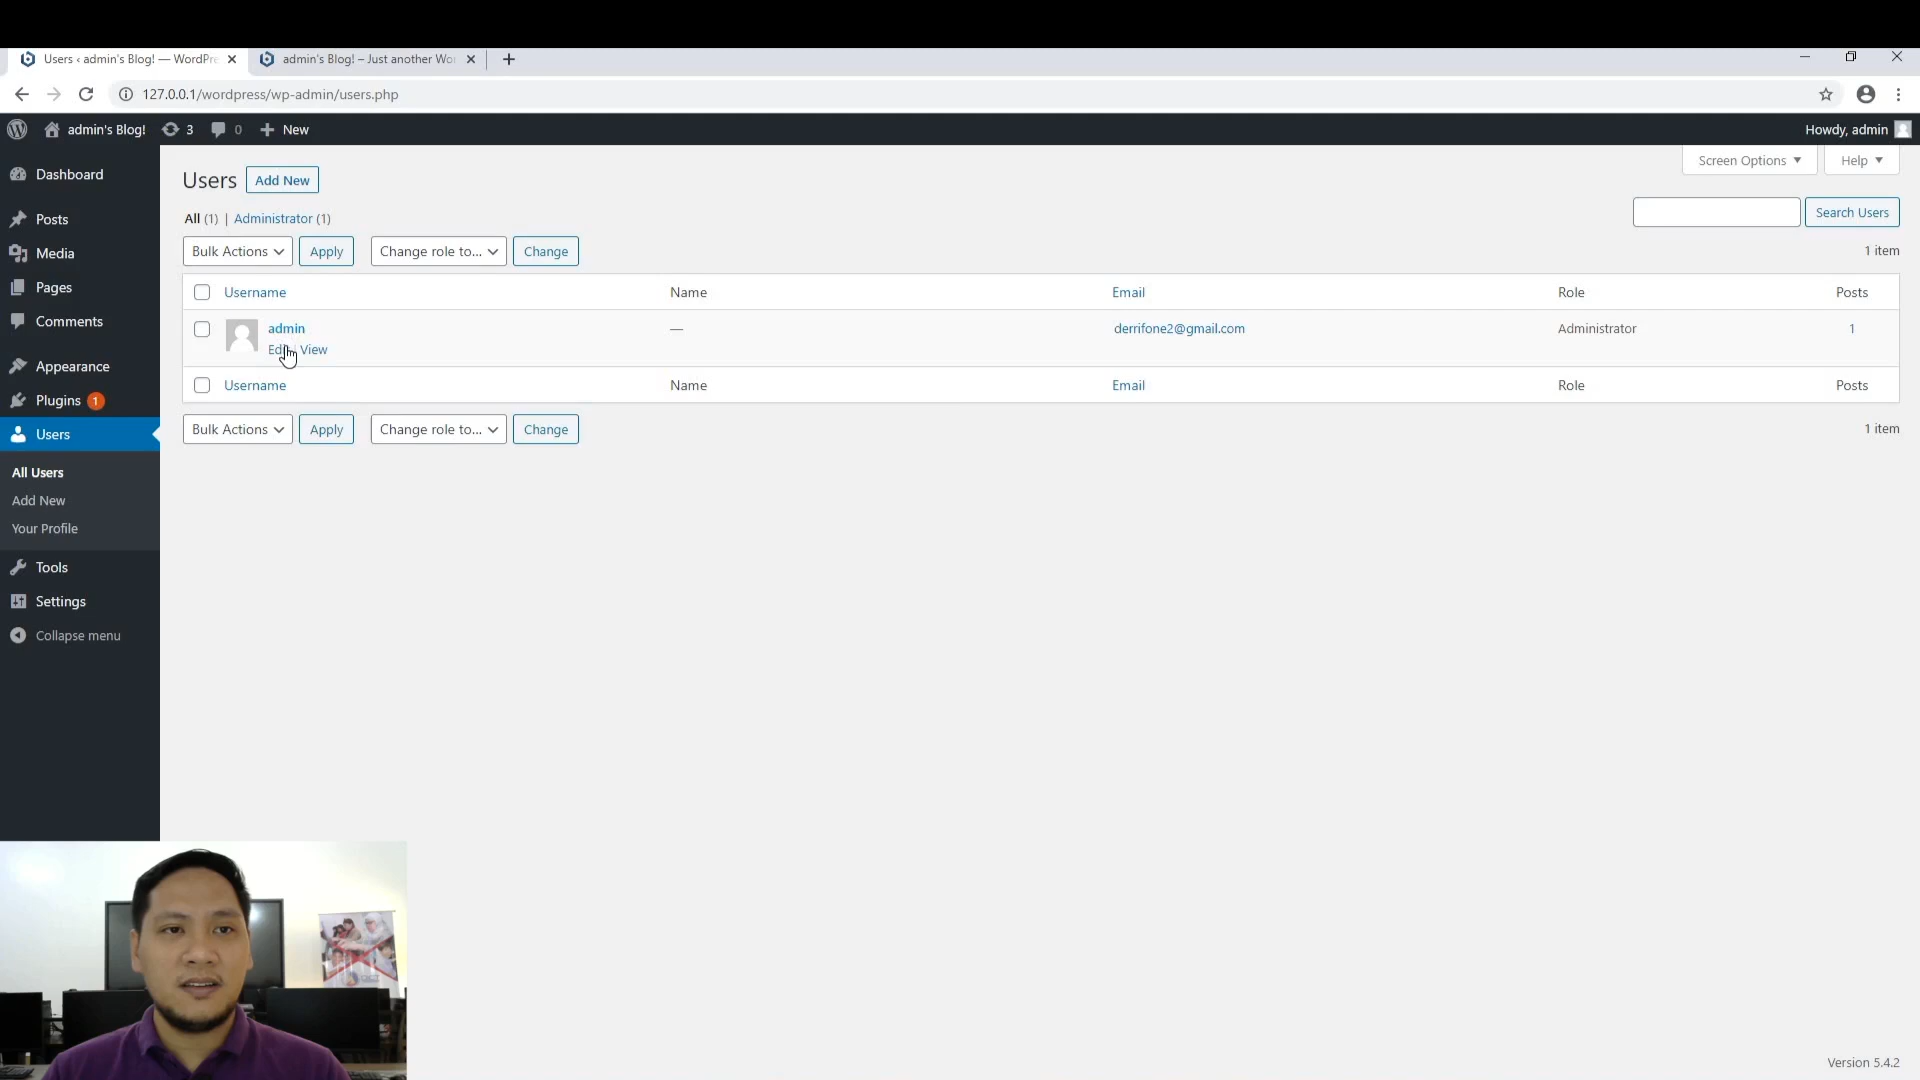 Users ‹ admin's Blog! — WordPre
admin's Blog! – Just another Wor
127.0.0.1/wordpress/wp-admin/users.php
admin's Blog! 3 0 New
Howdy, admin
Screen Options Help
Users Add New
All (1) | Administrator (1)
Search Users
Bulk Actions Apply Change role to... Change
1 item
Username Name Email Role Posts
admin — derrifone2@gmail.com Administrator 1
Edit | View
Username Name Email Role Posts
Bulk Actions Apply Change role to... Change
1 item
Dashboard
Posts
Media
Pages
Comments
Appearance
Plugins 1
Users
All Users
Add New
Your Profile
Tools
Settings
Collapse menu
Version 5.4.2